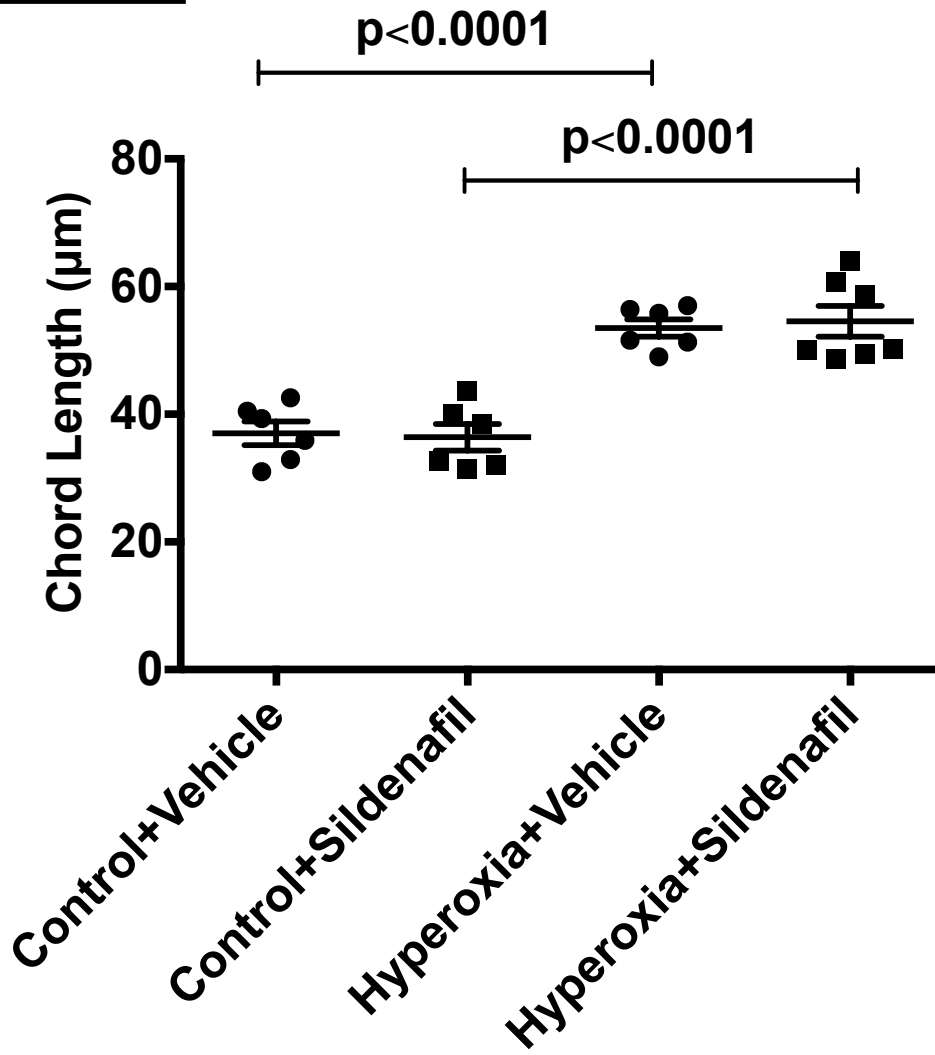 p<0.0001
p<0.0001
80
60
40
20
0
Chord Length (μm)
Control+Vehicle
Control+Sildenafil
Hyperoxia+Vehicle
Hyperoxia+Sildenafil